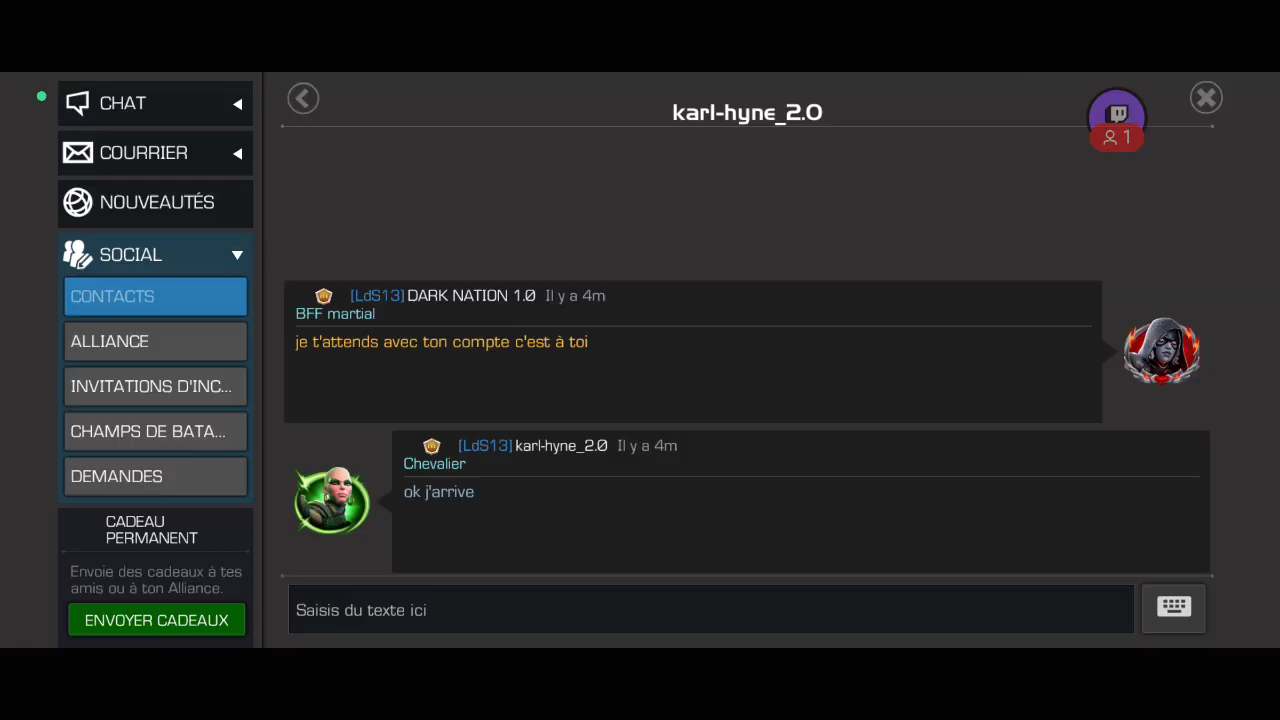 CHAT
COURRIER
NOUVEAUTÉS
SOCIAL
CONTACTS
ALLIANCE
INVITATIONS D'INC...
CHAMPS DE BATA...
DEMANDES
CADEAU
PERMANENT
Envoie des cadeaux à tes
amis ou à ton Alliance.
ENVOYER CADEAUX
karl-hyne_2.0
1
[LdS13] DARK NATION 1.0 Il y a 4m
BFF martial
je t'attends avec ton compte c'est à toi
[LdS13] karl-hyne_2.0 Il y a 4m
Chevalier
ok j'arrive
Saisis du texte ici